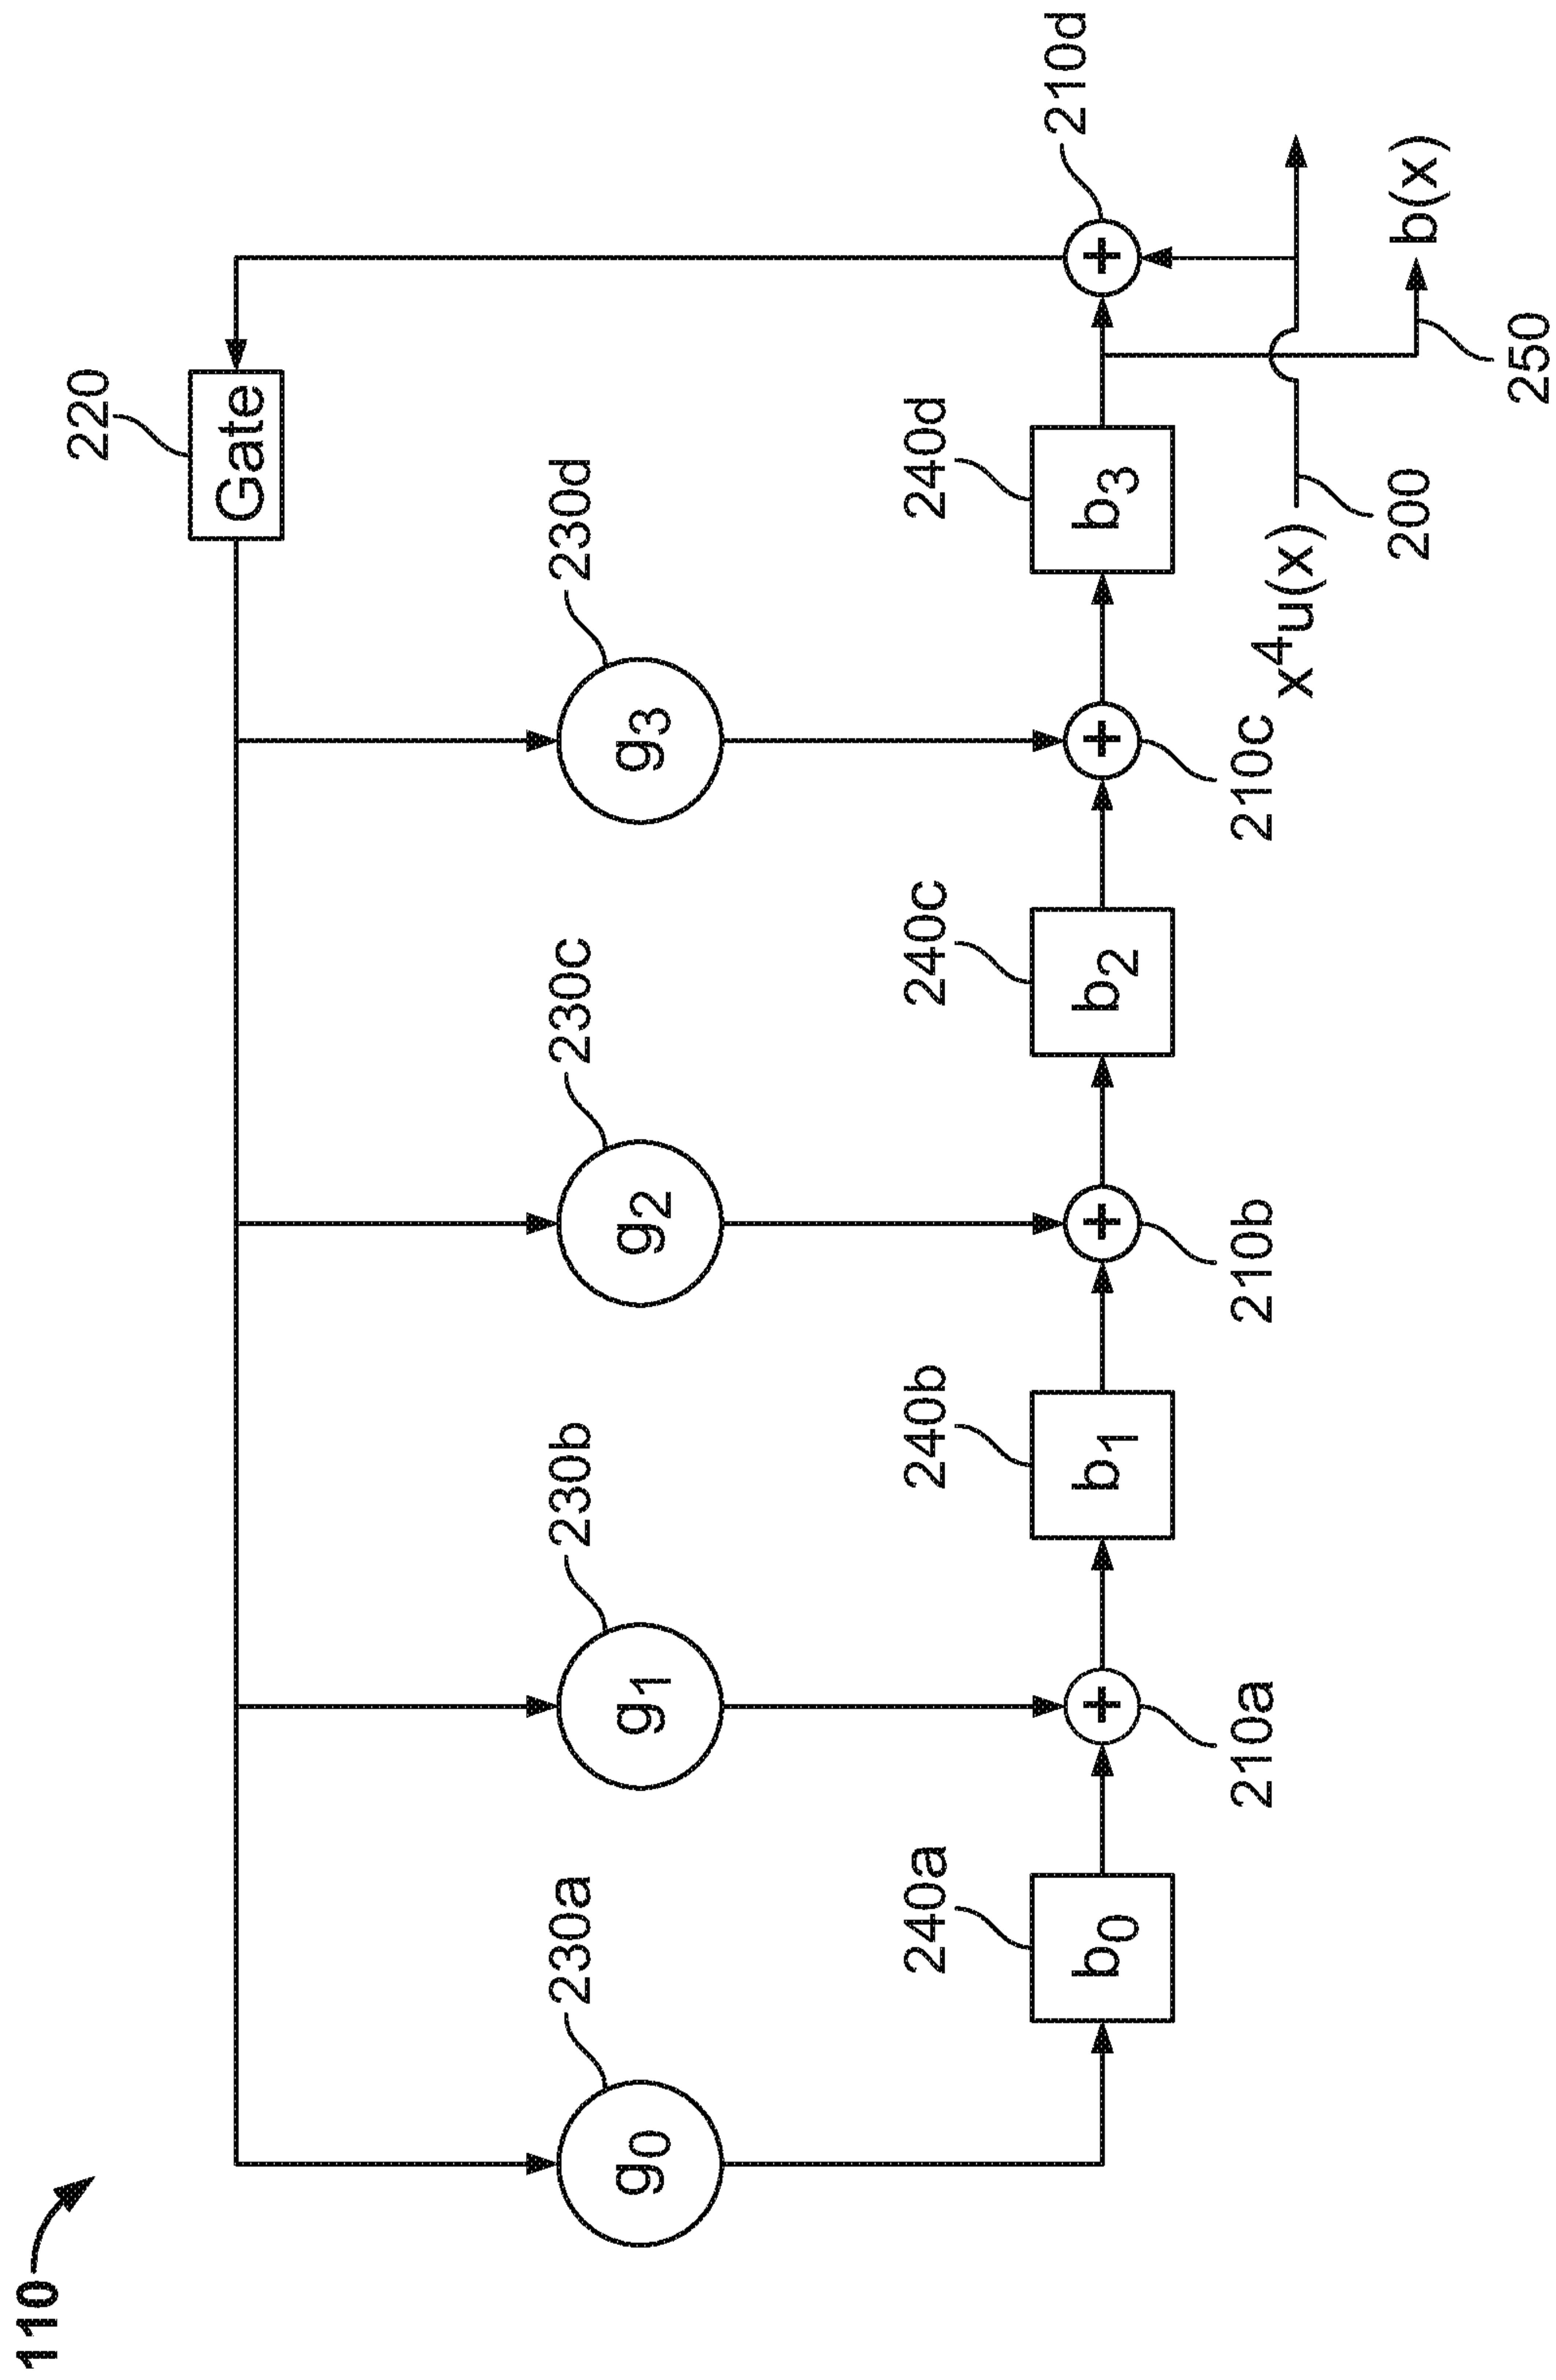 110
220
Gate
230a
230b
230c
230d
g0
g1
g2
g3
240a
240b
240c
240d
b0
b1
b2
b3
+
+
+
+
210a
210b
210c
210d
x⁴u(x)
200
250
b(x)